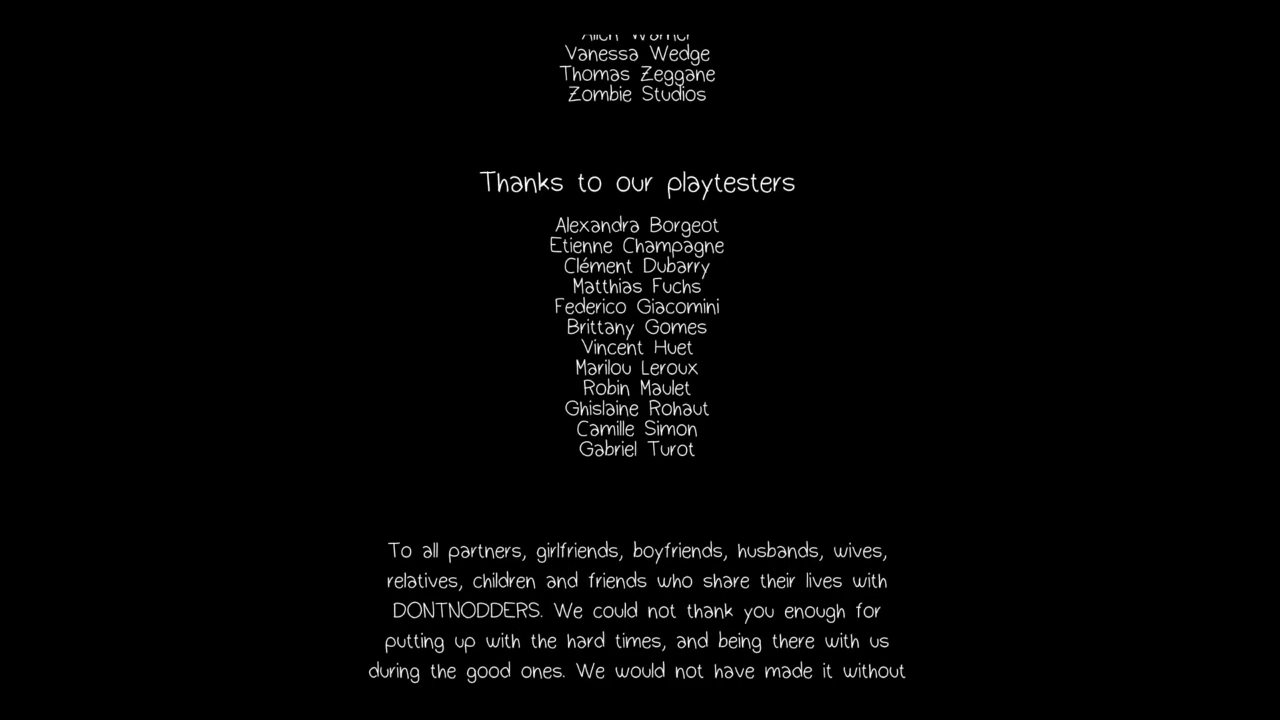 Vanessa Wedge
Thomas Zeggane
Zombie Studios
Thanks to our playtesters
Alexandra Borgeot
Etienne Champagne
Clément Dubarry
Matthias Fuchs
Federico Giacomini
Brittany Gomes
Vincent Huet
Marilou Leroux
Robin Maulet
Ghislaine Rohaut
Camille Simon
Gabriel Turot
To all partners, girlfriends, boyfriends, husbands, wives,
relatives, children and friends who share their lives with
DONTNODDERS. We could not thank you enough for
putting up with the hard times, and being there with us
during the good ones. We would not have made it without